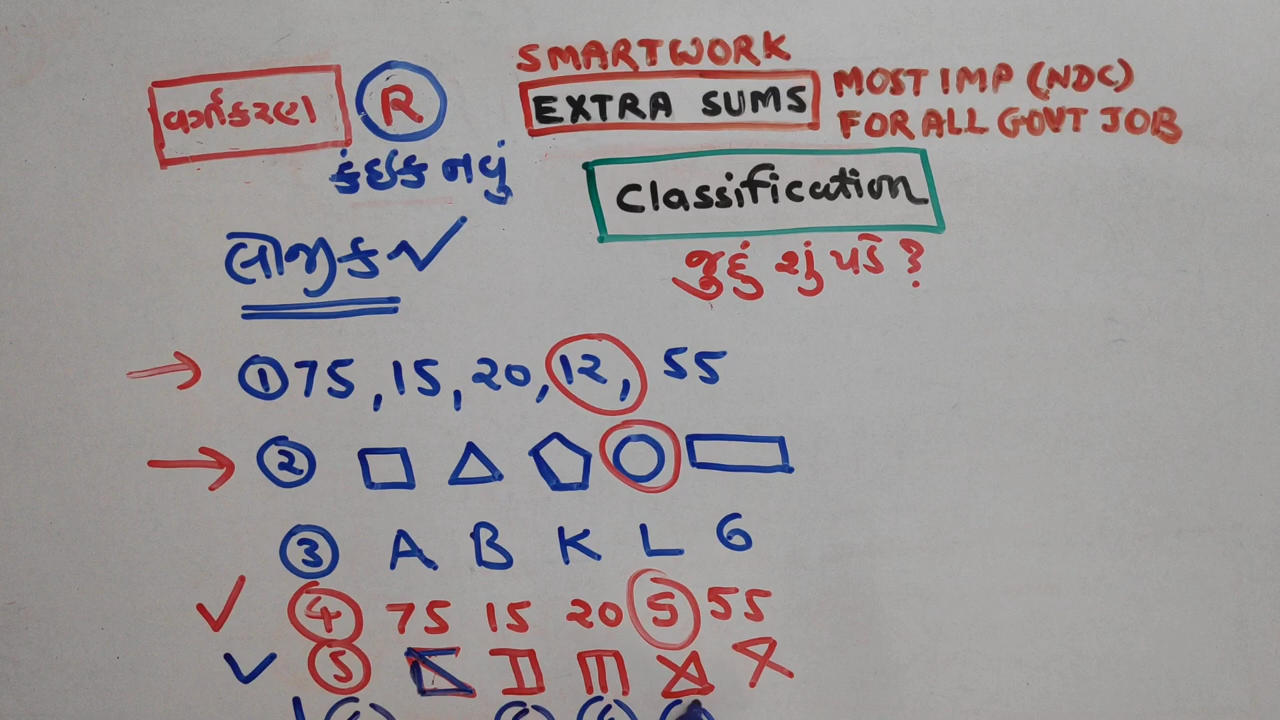 SMARTWORK
વર્ગીકરણ R EXTRA SUMS MOST IMP (NDC)
FOR ALL GOVT JOB
કંઈક નવું
Classification
લોજીક
જુદું શું પડે ?
① 75, 15, 20, 12, 55
②
③ A B K L 6
④ 75 15 20 5 55
⑤